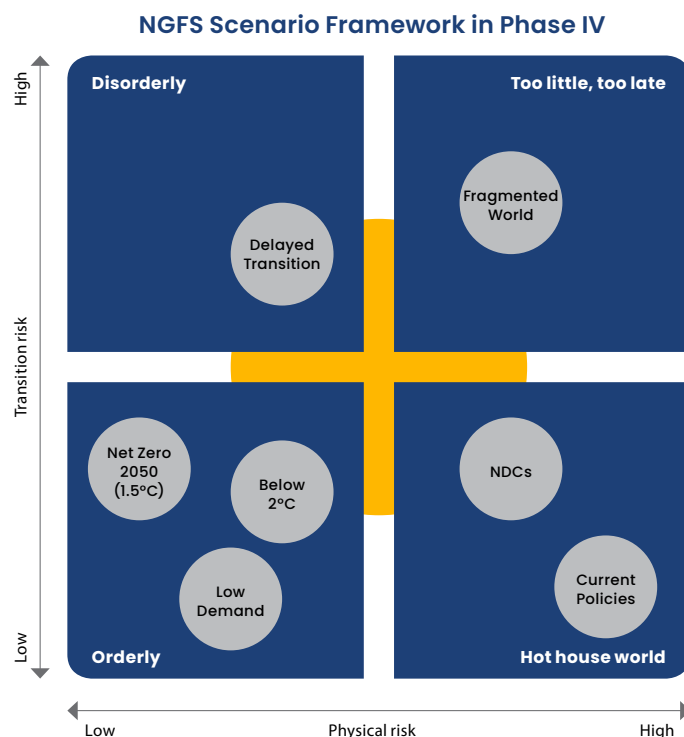 NGFS Scenario Framework in Phase IV
High
Disorderly
Too little, too late
Fragmented
World
Delayed
Transition
Transition risk
Net Zero
2050
(1.5°C)
Below
2°C
NDCs
Low
Demand
Current
Policies
Low
Orderly
Hot house world
Low
Physical risk
High